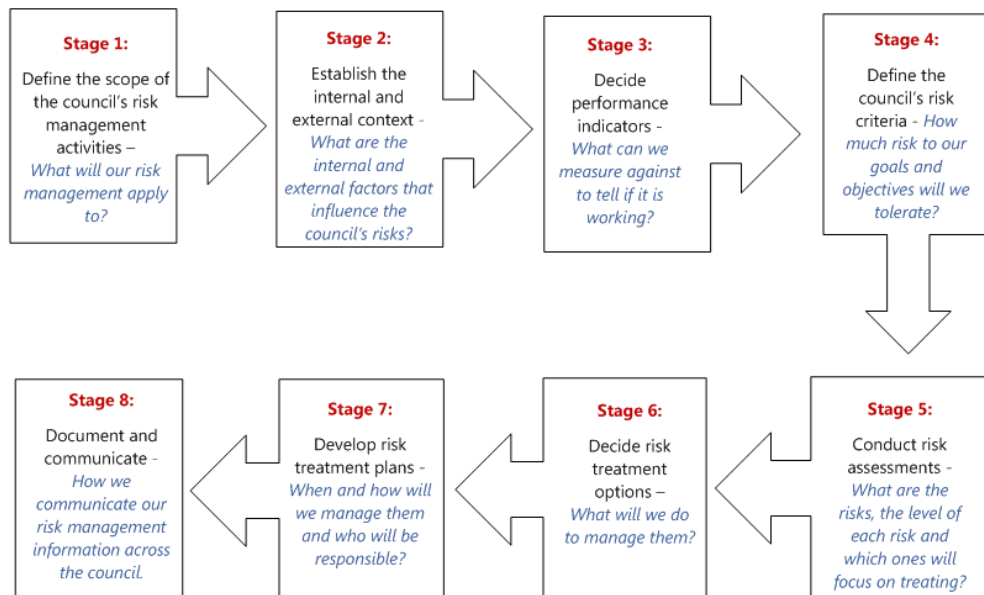 Stage 1:
Define the scope of
the council's risk
management
activities –
What will our risk
management apply
to?
Stage 2:
Establish the
internal and
external context -
What are the
internal and
external factors that
influence the
council's risks?
Stage 3:
Decide
performance
indicators -
What can we
measure against
to tell if it is
working?
Stage 4:
Define the
council's risk
criteria - How
much risk to our
goals and
objectives will we
tolerate?
Stage 5:
Conduct risk
assessments -
What are the
risks, the level of
each risk and
which ones will
focus on treating?
Stage 6:
Decide risk
treatment
options –
What will we do
to manage them?
Stage 7:
Develop risk
treatment plans -
When and how will
we manage them
and who will be
responsible?
Stage 8:
Document and
communicate -
How we
communicate our
risk management
information across
the council.